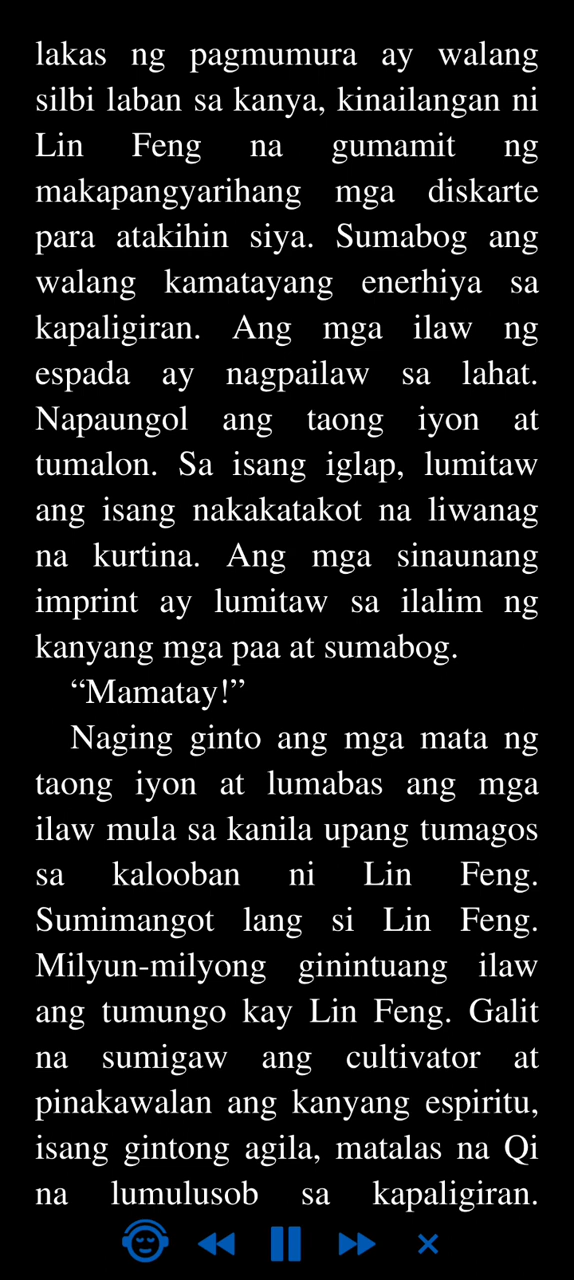 lakas ng pagmumura ay walang
silbi laban sa kanya, kinailangan ni
Lin Feng na gumamit ng
makapangyarihang mga diskarte
para atakihin siya. Sumabog ang
walang kamatayang enerhiya sa
kapaligiran. Ang mga ilaw ng
espada ay nagpailaw sa lahat.
Napaungol ang taong iyon at
tumalon. Sa isang iglap, lumitaw
ang isang nakakatakot na liwanag
na kurtina. Ang mga sinaunang
imprint ay lumitaw sa ilalim ng
kanyang mga paa at sumabog.
“Mamatay!”
Naging ginto ang mga mata ng
taong iyon at lumabas ang mga
ilaw mula sa kanila upang tumagos
sa kalooban ni Lin Feng.
Sumimangot lang si Lin Feng.
Milyun-milyong ginintuang ilaw
ang tumungo kay Lin Feng. Galit
na sumigaw ang cultivator at
pinakawalan ang kanyang espiritu,
isang gintong agila, matalas na Qi
na lumulusob sa kapaligiran.